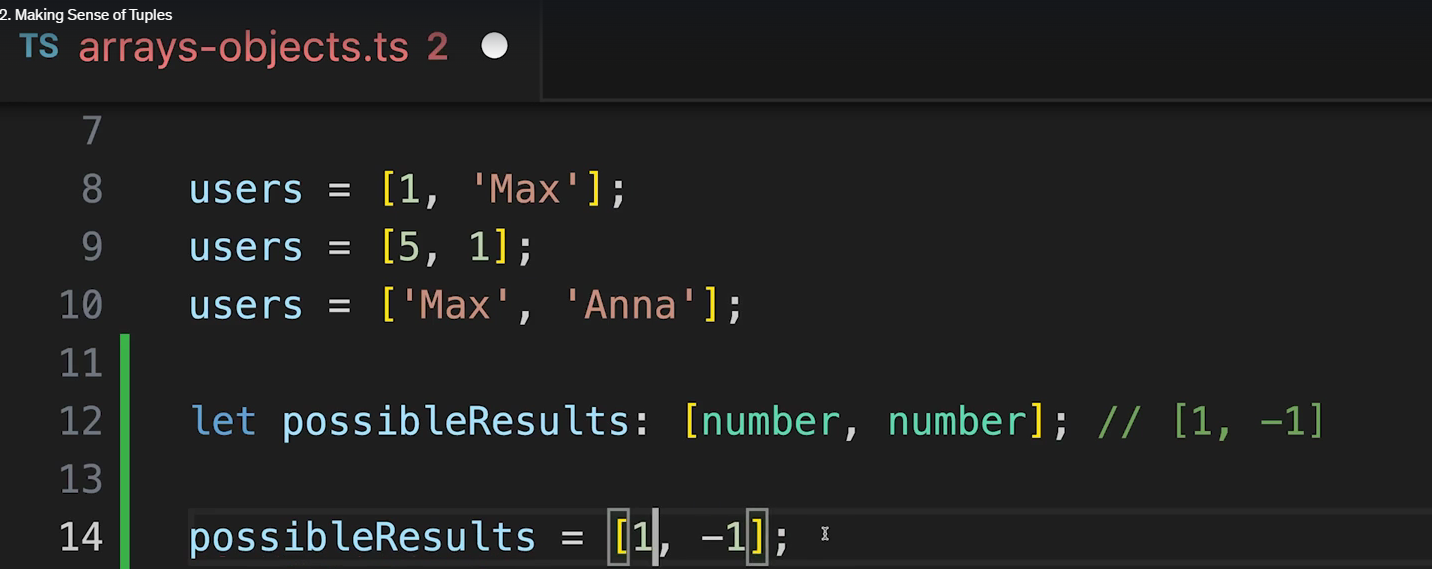 2. Making Sense of Tuples
TS arrays-objects.ts 2
7
8 users = [1, 'Max'];
9 users = [5, 1];
10 users = ['Max', 'Anna'];
11
12 let possibleResults: [number, number]; // [1, -1]
13
14 possibleResults = [1, -1];